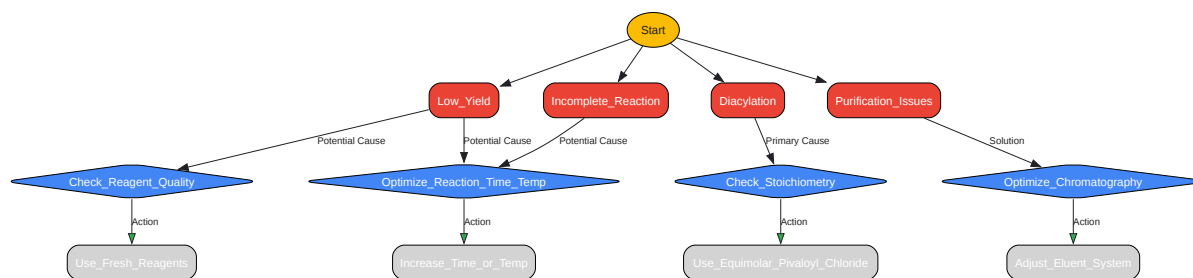 Start
Low_Yield
Incomplete_Reaction
Diacylation
Purification_Issues
Potential Cause
Potential Cause
Potential Cause
Primary Cause
Solution
Check_Reagent_Quality
Optimize_Reaction_Time_Temp
Check_Stoichiometry
Optimize_Chromatography
Action
Action
Action
Action
Use_Fresh_Reagents
Increase_Time_or_Temp
Use_Equimolar_Pivaloyl_Chloride
Adjust_Eluent_System